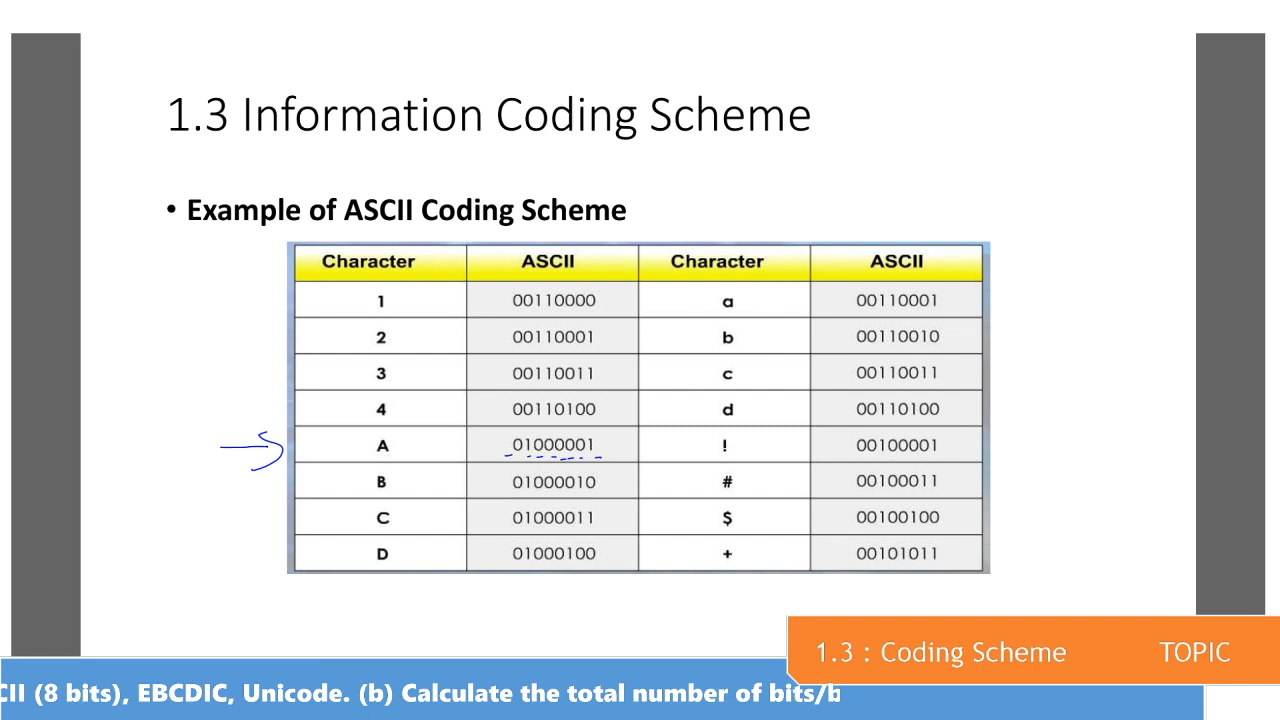 1.3 Information Coding Scheme
• Example of ASCII Coding Scheme
Character ASCII Character ASCII
1 00110000 a 00110001
2 00110001 b 00110010
3 00110011 c 00110011
4 00110100 d 00110100
A 01000001 ! 00100001
B 01000010 # 00100011
C 01000011 $ 00100100
D 01000100 + 00101011
1.3 : Coding Scheme TOPIC
CII (8 bits), EBCDIC, Unicode. (b) Calculate the total number of bits/b